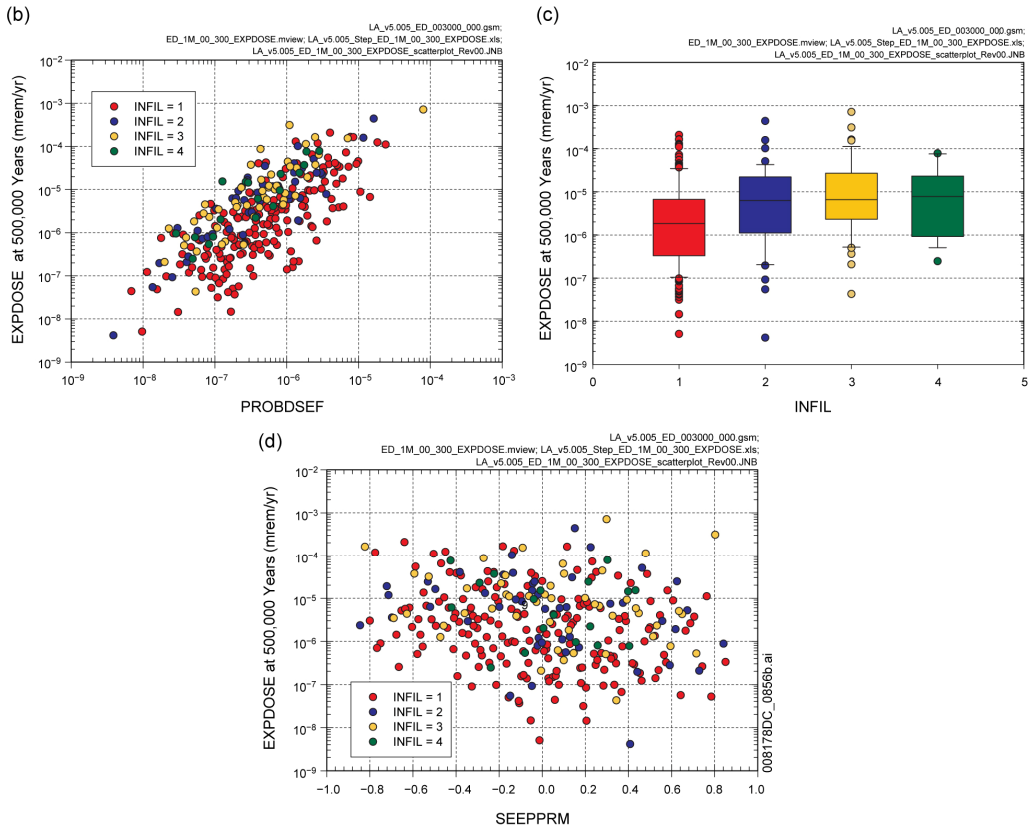 (b)
LA_v5.005_ED_003000_000.gsm;
ED_1M_00_300_EXPDOSE.mview; LA_v5.005_Step_ED_1M_00_300_EXPDOSE.xls;
LA_v5.005_ED_1M_00_300_EXPDOSE_scatterplot_Rev00.JNB
EXPDOSE at 500,000 Years (mrem/yr)
10⁻²
10⁻³
10⁻⁴
10⁻⁵
10⁻⁶
10⁻⁷
10⁻⁸
10⁻⁹
INFIL = 1
INFIL = 2
INFIL = 3
INFIL = 4
10⁻⁹ 10⁻⁸ 10⁻⁷ 10⁻⁶ 10⁻⁵ 10⁻⁴ 10⁻³
PROBDSEF
(c)
LA_v5.005_ED_003000_000.gsm;
ED_1M_00_300_EXPDOSE.mview; LA_v5.005_Step_ED_1M_00_300_EXPDOSE.xls;
LA_v5.005_ED_1M_00_300_EXPDOSE_scatterplot_Rev00.JNB
EXPDOSE at 500,000 Years (mrem/yr)
10⁻²
10⁻³
10⁻⁴
10⁻⁵
10⁻⁶
10⁻⁷
10⁻⁸
10⁻⁹
0 1 2 3 4 5
INFIL
(d)
LA_v5.005_ED_003000_000.gsm;
ED_1M_00_300_EXPDOSE.mview; LA_v5.005_Step_ED_1M_00_300_EXPDOSE.xls;
LA_v5.005_ED_1M_00_300_EXPDOSE_scatterplot_Rev00.JNB
EXPDOSE at 500,000 Years (mrem/yr)
10⁻²
10⁻³
10⁻⁴
10⁻⁵
10⁻⁶
10⁻⁷
10⁻⁸
10⁻⁹
INFIL = 1
INFIL = 2
INFIL = 3
INFIL = 4
−1.0 −0.8 −0.6 −0.4 −0.2 0.0 0.2 0.4 0.6 0.8 1.0
SEEPPRM
008178DC_0856b.ai